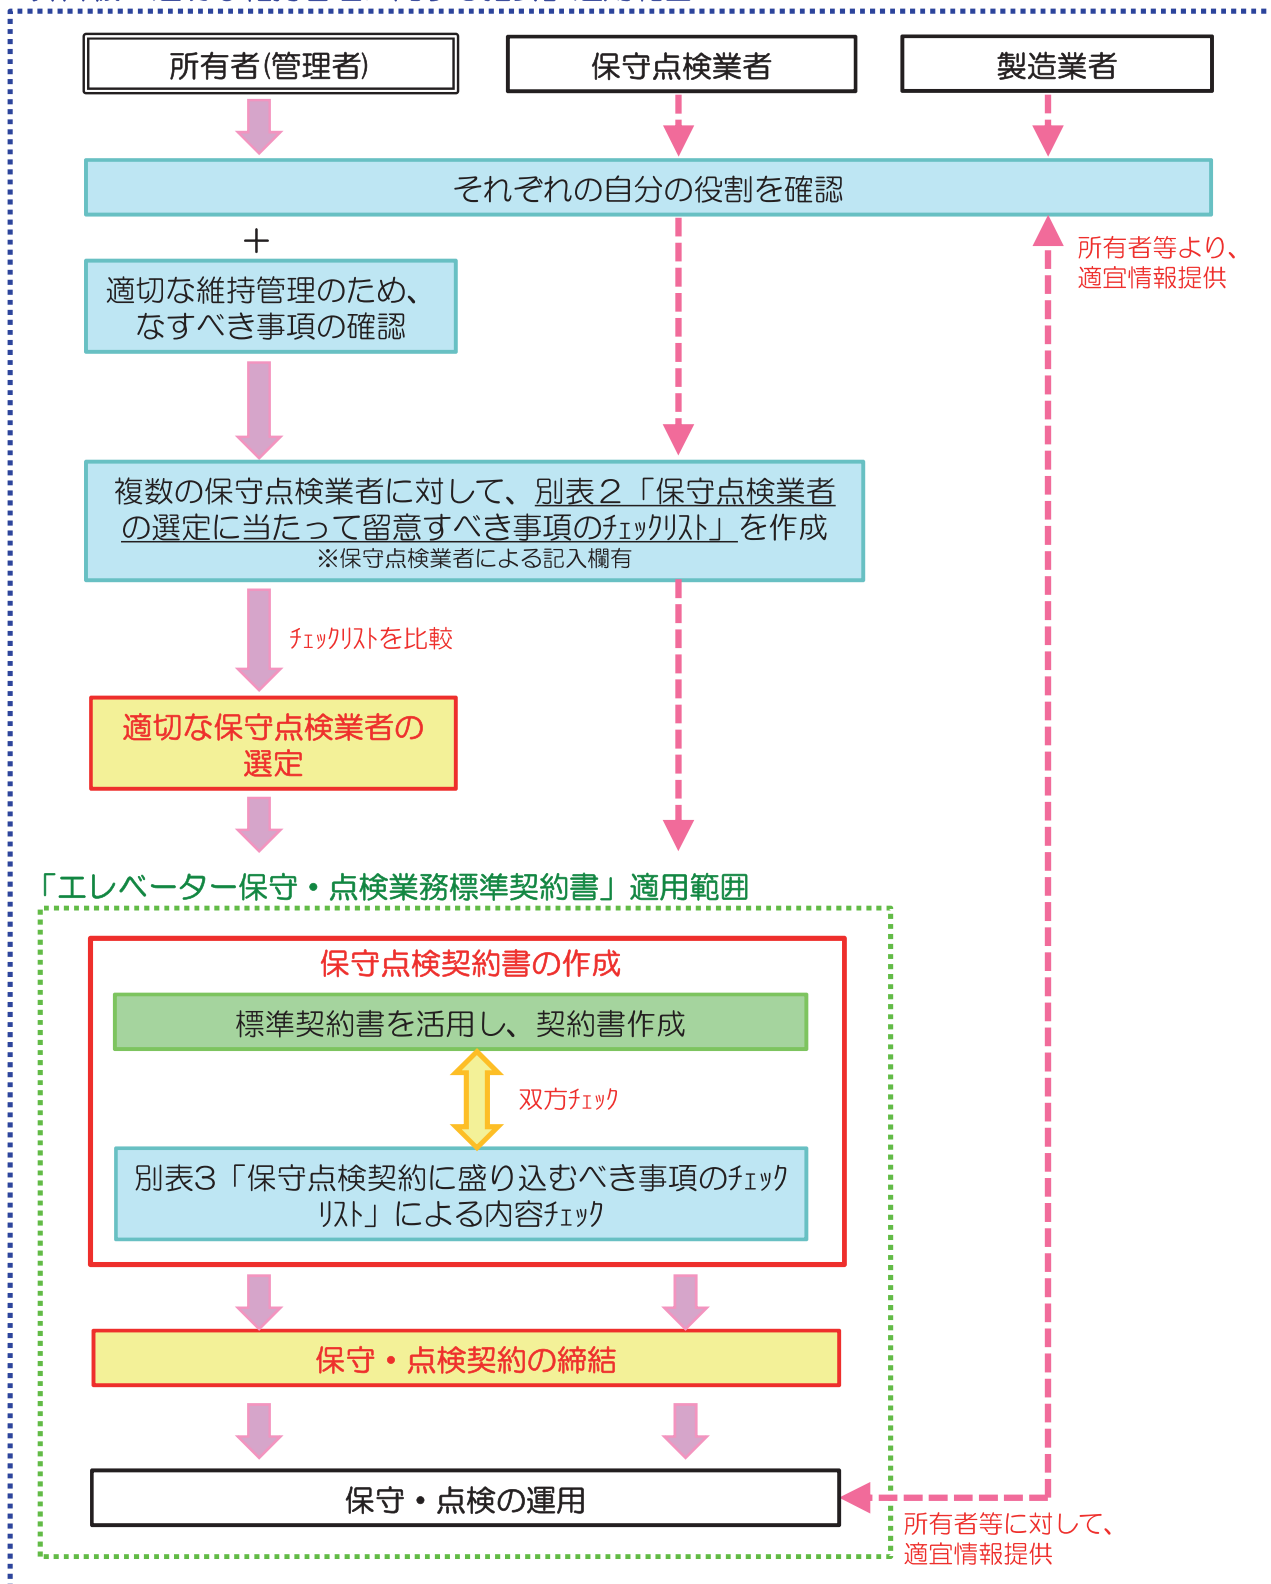 所有者(管理者)
保守点検業者
製造業者
それぞれの自分の役割を確認
+
所有者等より、
適宜情報提供
適切な維持管理のため、
なすべき事項の確認
複数の保守点検業者に対して、別表2「保守点検業者
の選定に当たって留意すべき事項のﾁｪｯｸﾘｽﾄ」を作成
※保守点検業者による記入欄有
ﾁｪｯｸﾘｽﾄを比較
適切な保守点検業者の
選定
「エレベーター保守・点検業務標準契約書」適用範囲
保守点検契約書の作成
標準契約書を活用し、契約書作成
双方ﾁｪｯｸ
別表3「保守点検契約に盛り込むべき事項のﾁｪｯｸ
ﾘｽﾄ」による内容ﾁｪｯｸ
保守・点検契約の締結
保守・点検の運用
所有者等に対して、
適宜情報提供